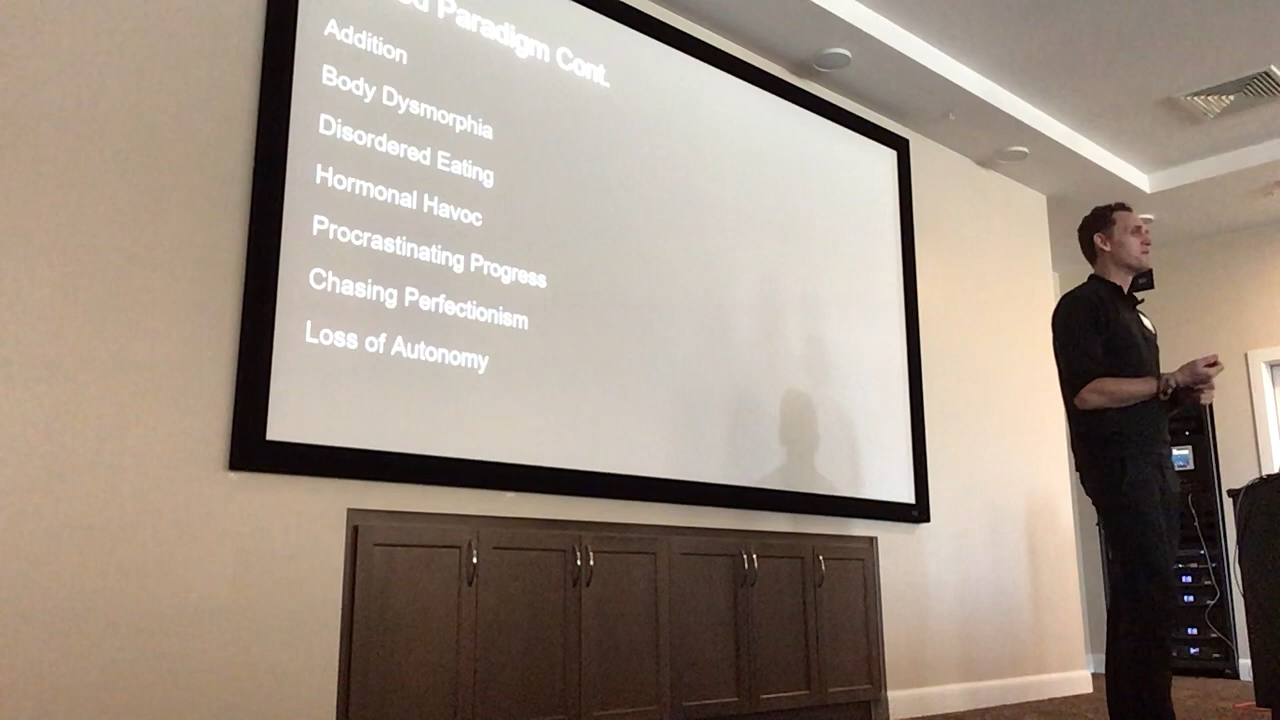 Paradigm Cont.
Addition
Body Dysmorphia
Disordered Eating
Hormonal Havoc
Procrastinating Progress
Chasing Perfectionism
Loss of Autonomy